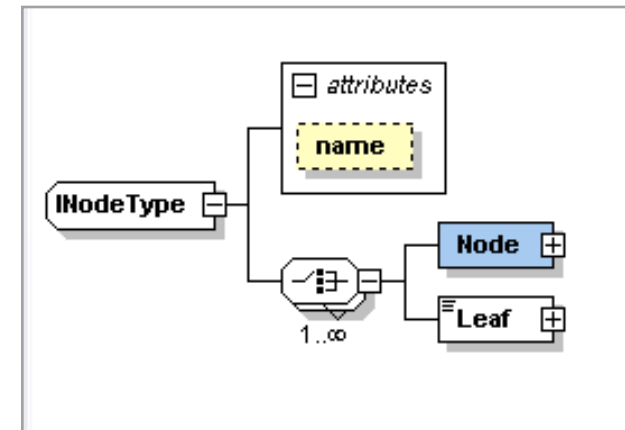 attributes
name
INodeType
Node
Leaf
1..∞